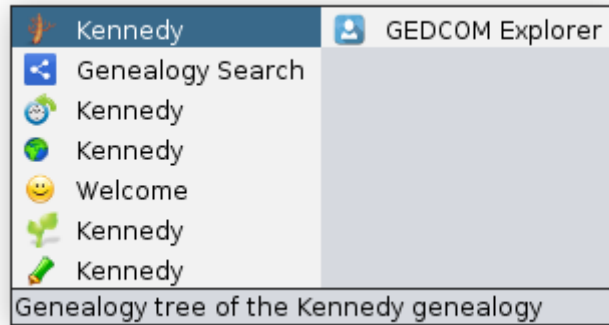 Kennedy
GEDCOM Explorer
Genealogy Search
Kennedy
Kennedy
Welcome
Kennedy
Kennedy
Genealogy tree of the Kennedy genealogy